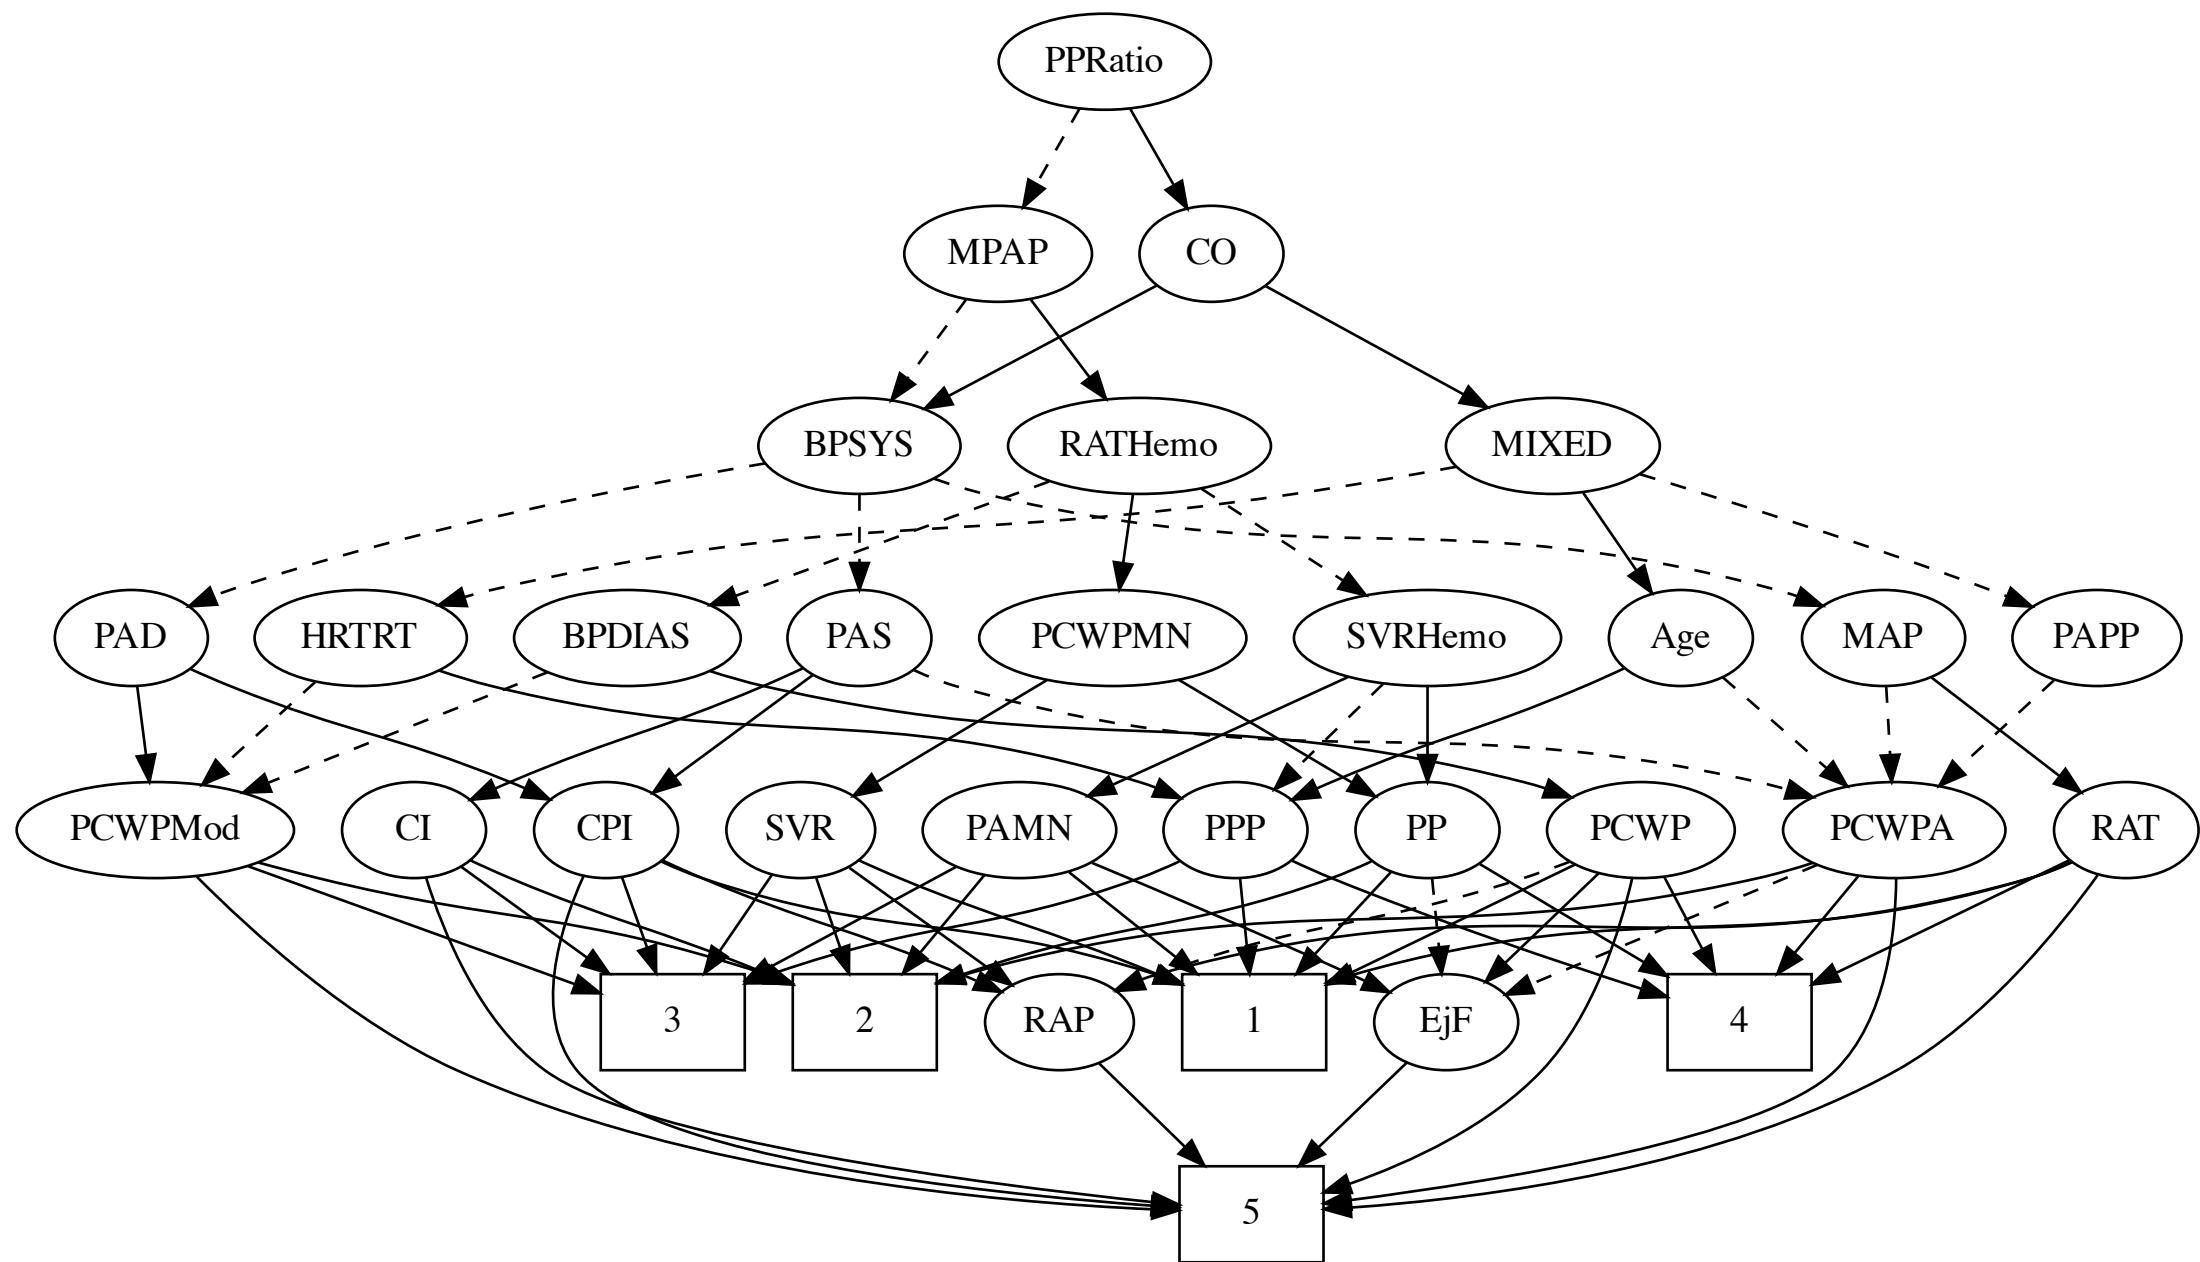 PPRatio
MPAP
CO
BPSYS
RATHemo
MIXED
PAD
HRTRT
BPDIAS
PAS
PCWPMN
SVRHemo
Age
MAP
PAPP
PCWPMod
CI
CPI
SVR
PAMN
PPP
PP
PCWP
PCWPA
RAT
3
2
RAP
1
EjF
4
5